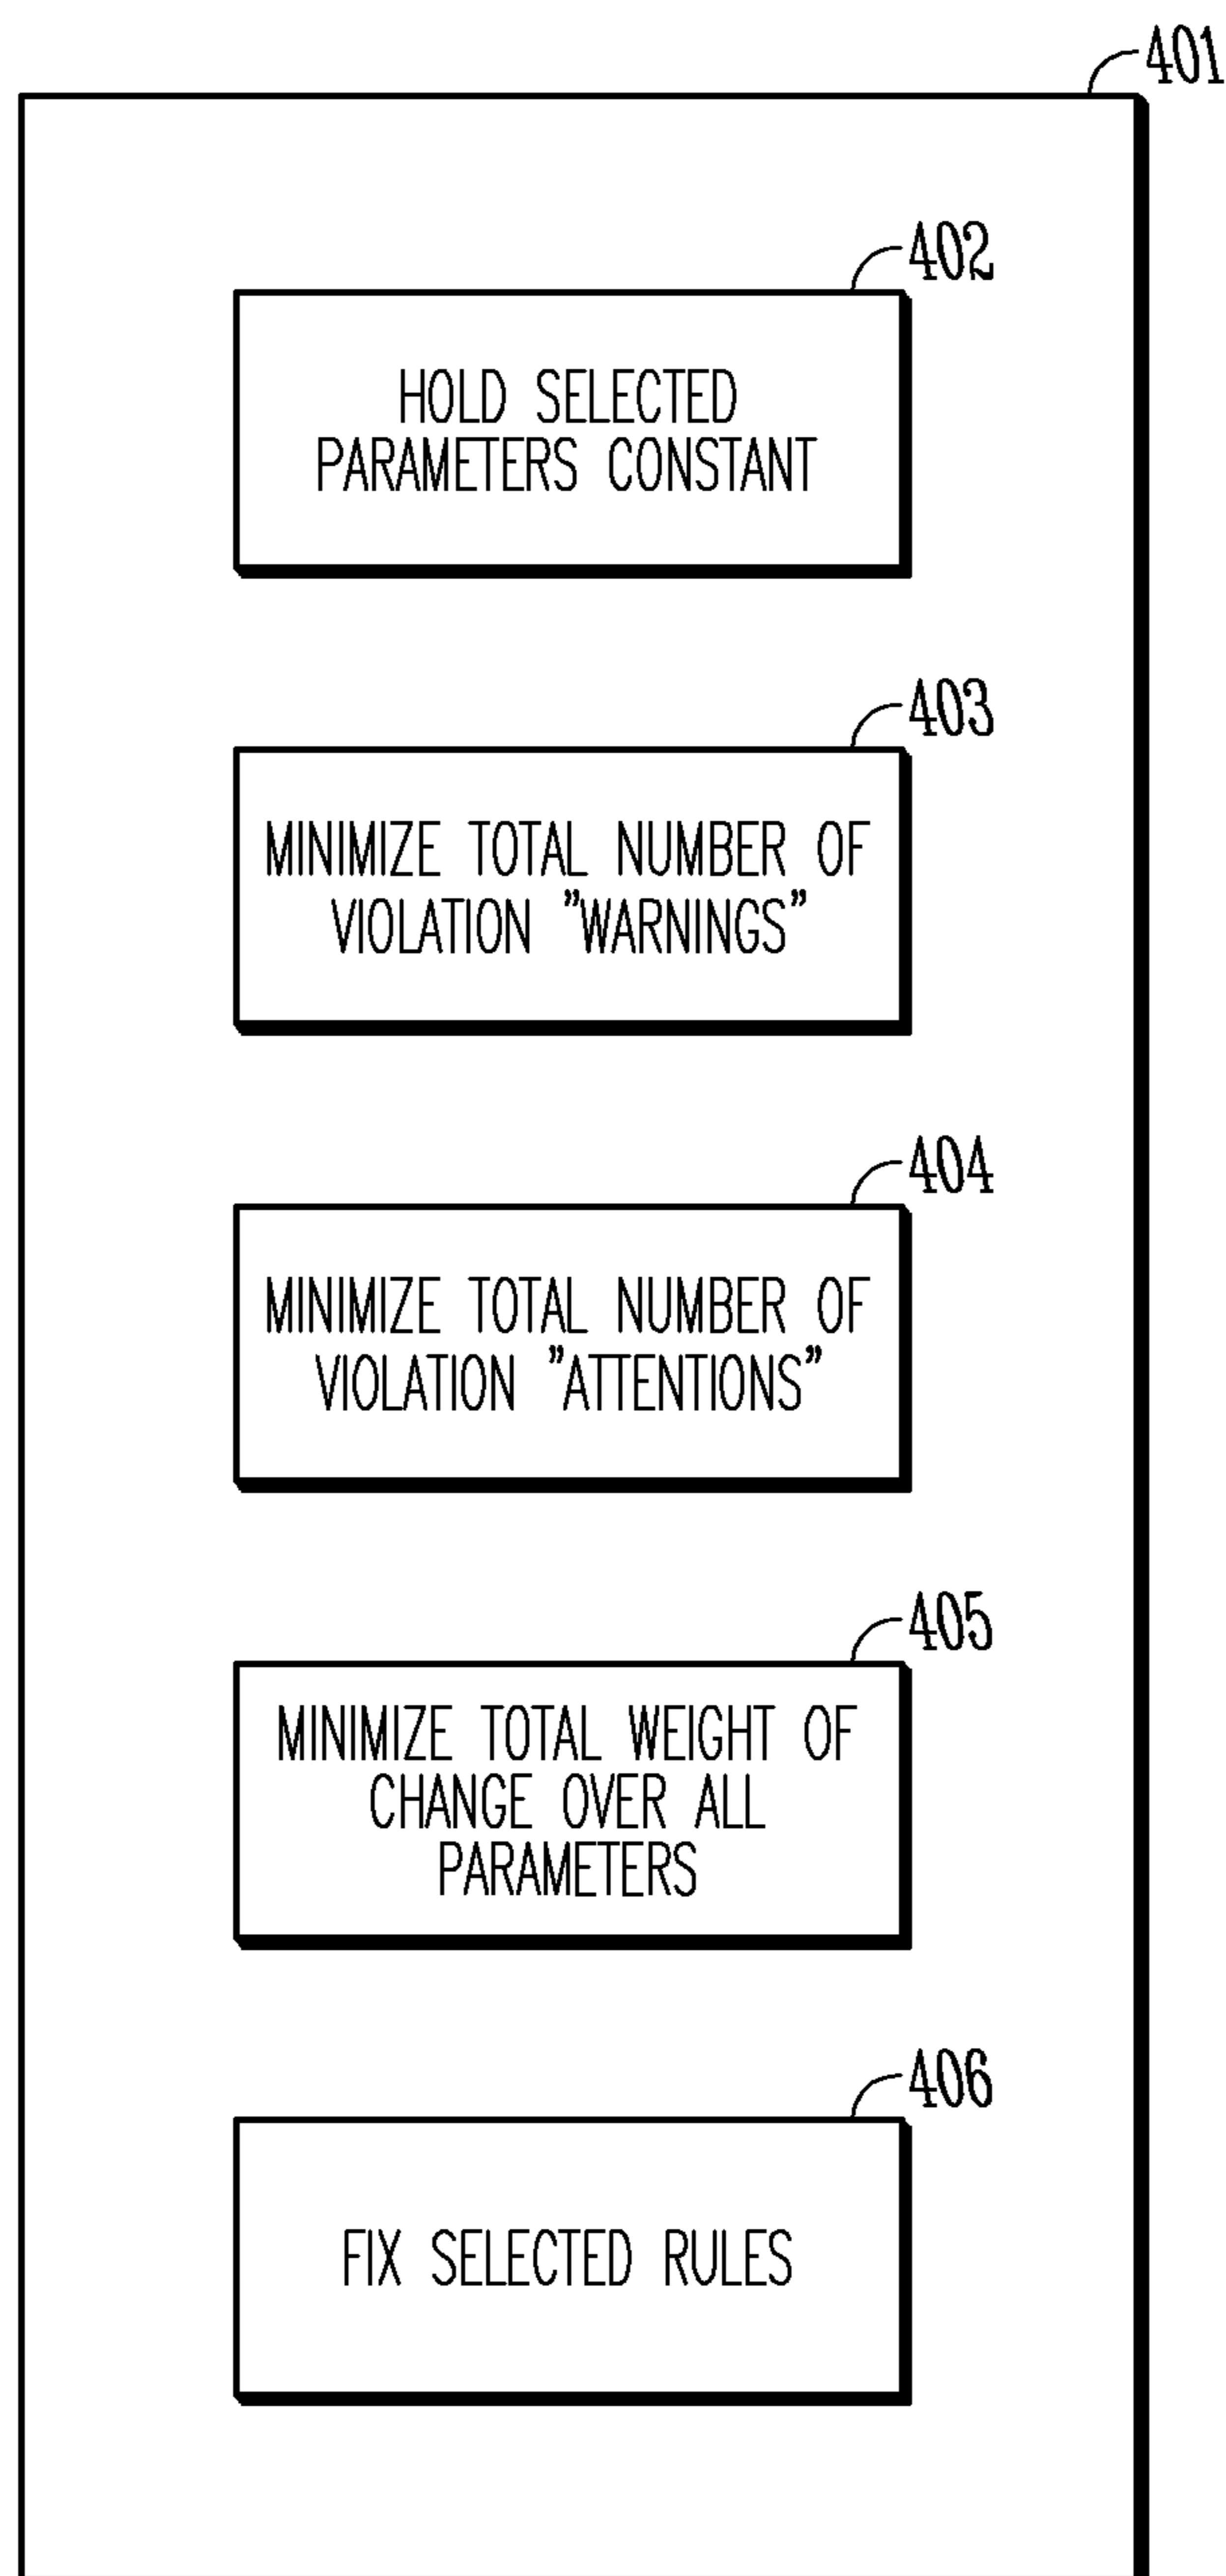 401
402
HOLD SELECTED
PARAMETERS CONSTANT
403
MINIMIZE TOTAL NUMBER OF
VIOLATION "WARNINGS"
404
MINIMIZE TOTAL NUMBER OF
VIOLATION "ATTENTIONS"
405
MINIMIZE TOTAL WEIGHT OF
CHANGE OVER ALL
PARAMETERS
406
FIX SELECTED RULES